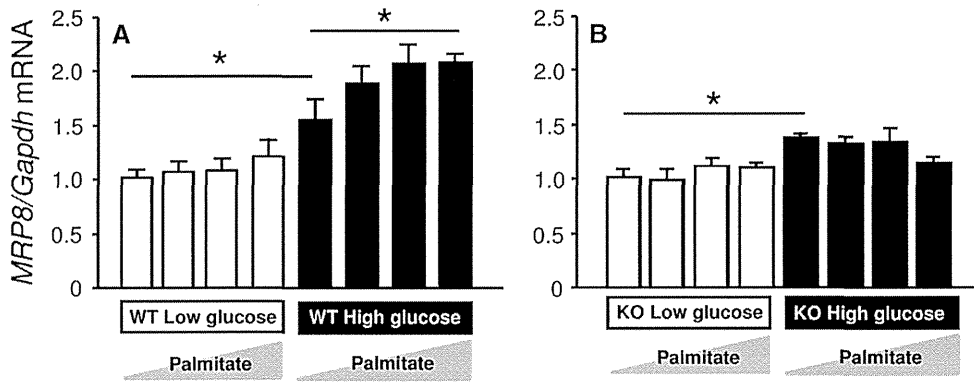 MRP8/Gapdh mRNA
A
2.5
2.0
1.5
1.0
0.5
0
*
*
WT Low glucose
WT High glucose
Palmitate
Palmitate
B
2.5
2.0
1.5
1.0
0.5
0
*
KO Low glucose
KO High glucose
Palmitate
Palmitate